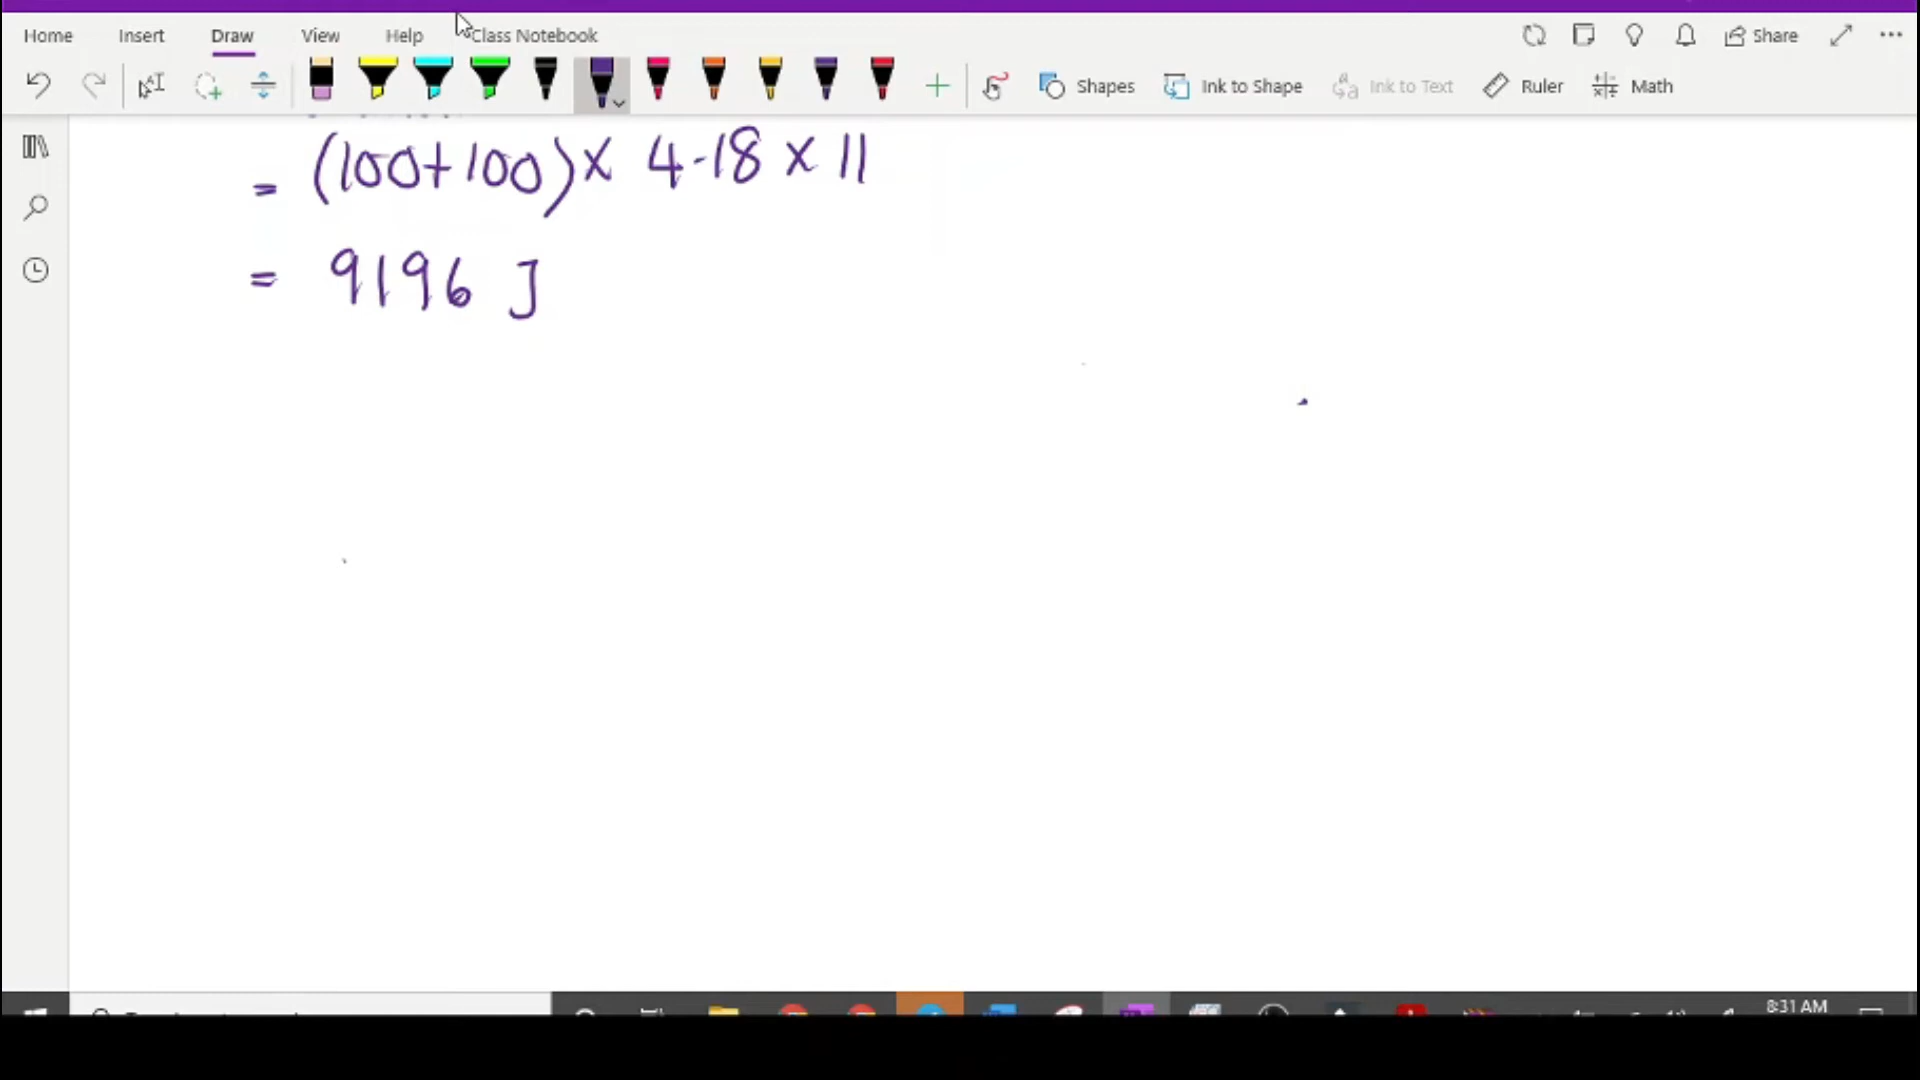 Home Insert Draw View Help Class Notebook Share
Shapes Ink to Shape Ink to Text Ruler Math
= (100+100) x 4.18 x 11
= 9196 J
8:31 AM